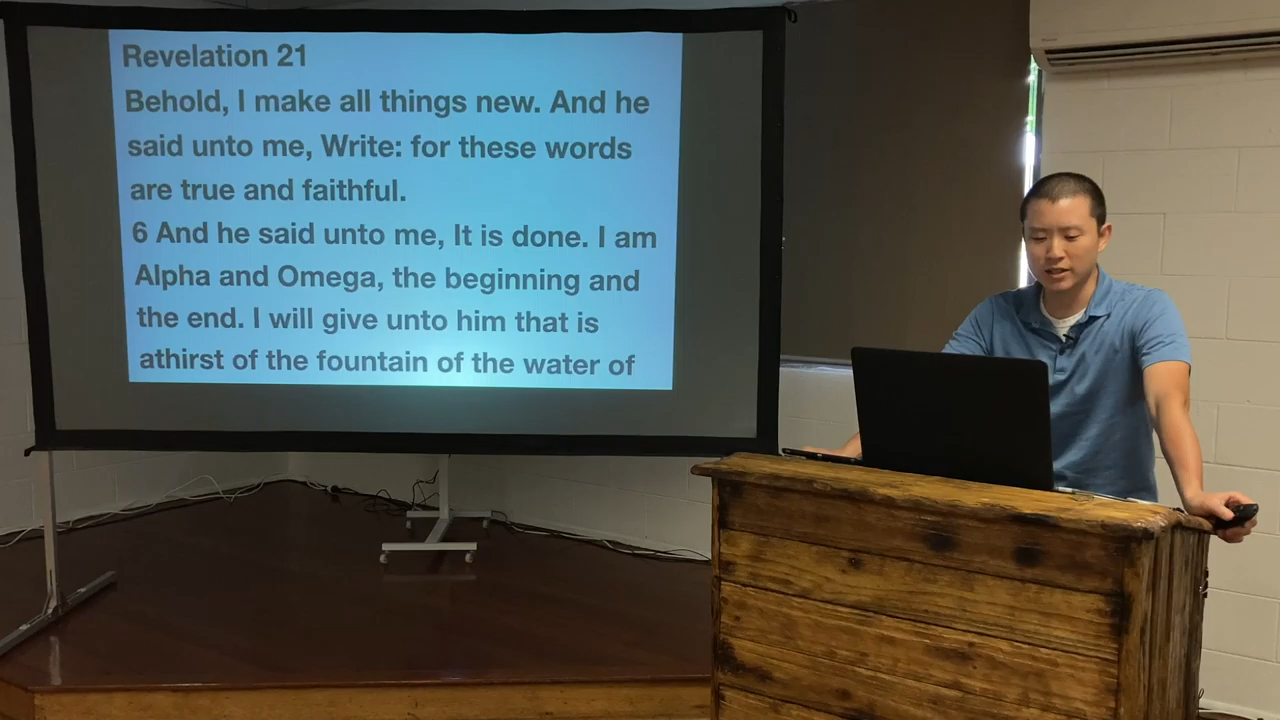 Revelation 21
Behold, I make all things new. And he
said unto me, Write: for these words
are true and faithful.
6 And he said unto me, It is done. I am
Alpha and Omega, the beginning and
the end. I will give unto him that is
athirst of the fountain of the water of